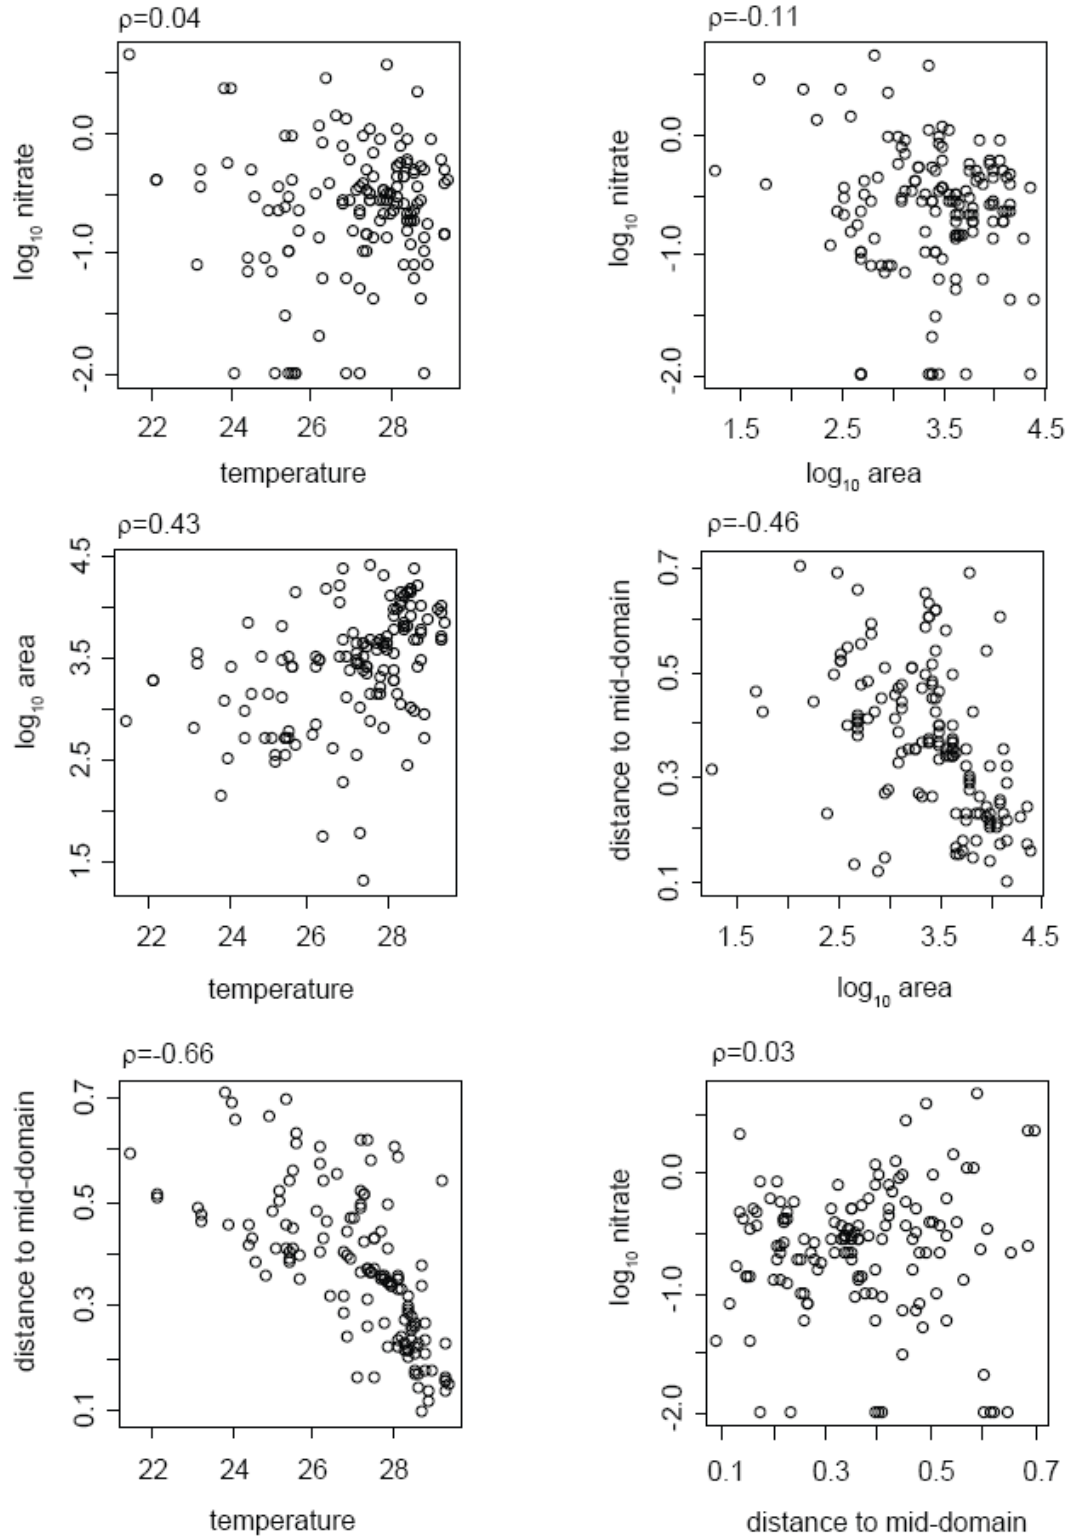 ρ=0.04
log10 nitrate
0.0
-1.0
-2.0
22 24 26 28
temperature
ρ=-0.11
log10 nitrate
0.0
-1.0
-2.0
1.5 2.5 3.5 4.5
log10 area
ρ=0.43
log10 area
4.5
3.5
2.5
1.5
22 24 26 28
temperature
ρ=-0.46
distance to mid-domain
0.7
0.5
0.3
0.1
1.5 2.5 3.5 4.5
log10 area
ρ=-0.66
distance to mid-domain
0.7
0.5
0.3
0.1
22 24 26 28
temperature
ρ=0.03
log10 nitrate
0.0
-1.0
-2.0
0.1 0.3 0.5 0.7
distance to mid-domain